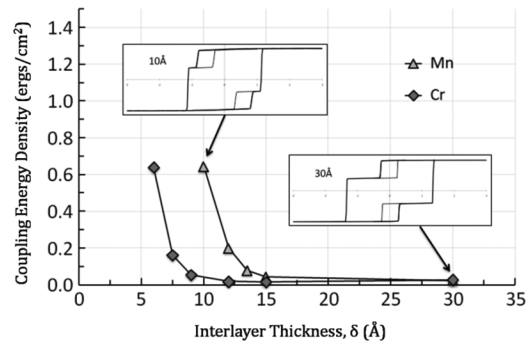 1.4
1.2
1.0
0.8
0.6
0.4
0.2
0.0
0 5 10 15 20 25 30 35
Coupling Energy Density (ergs/cm²)
Interlayer Thickness, δ (Å)
10Å
30Å
Mn
Cr